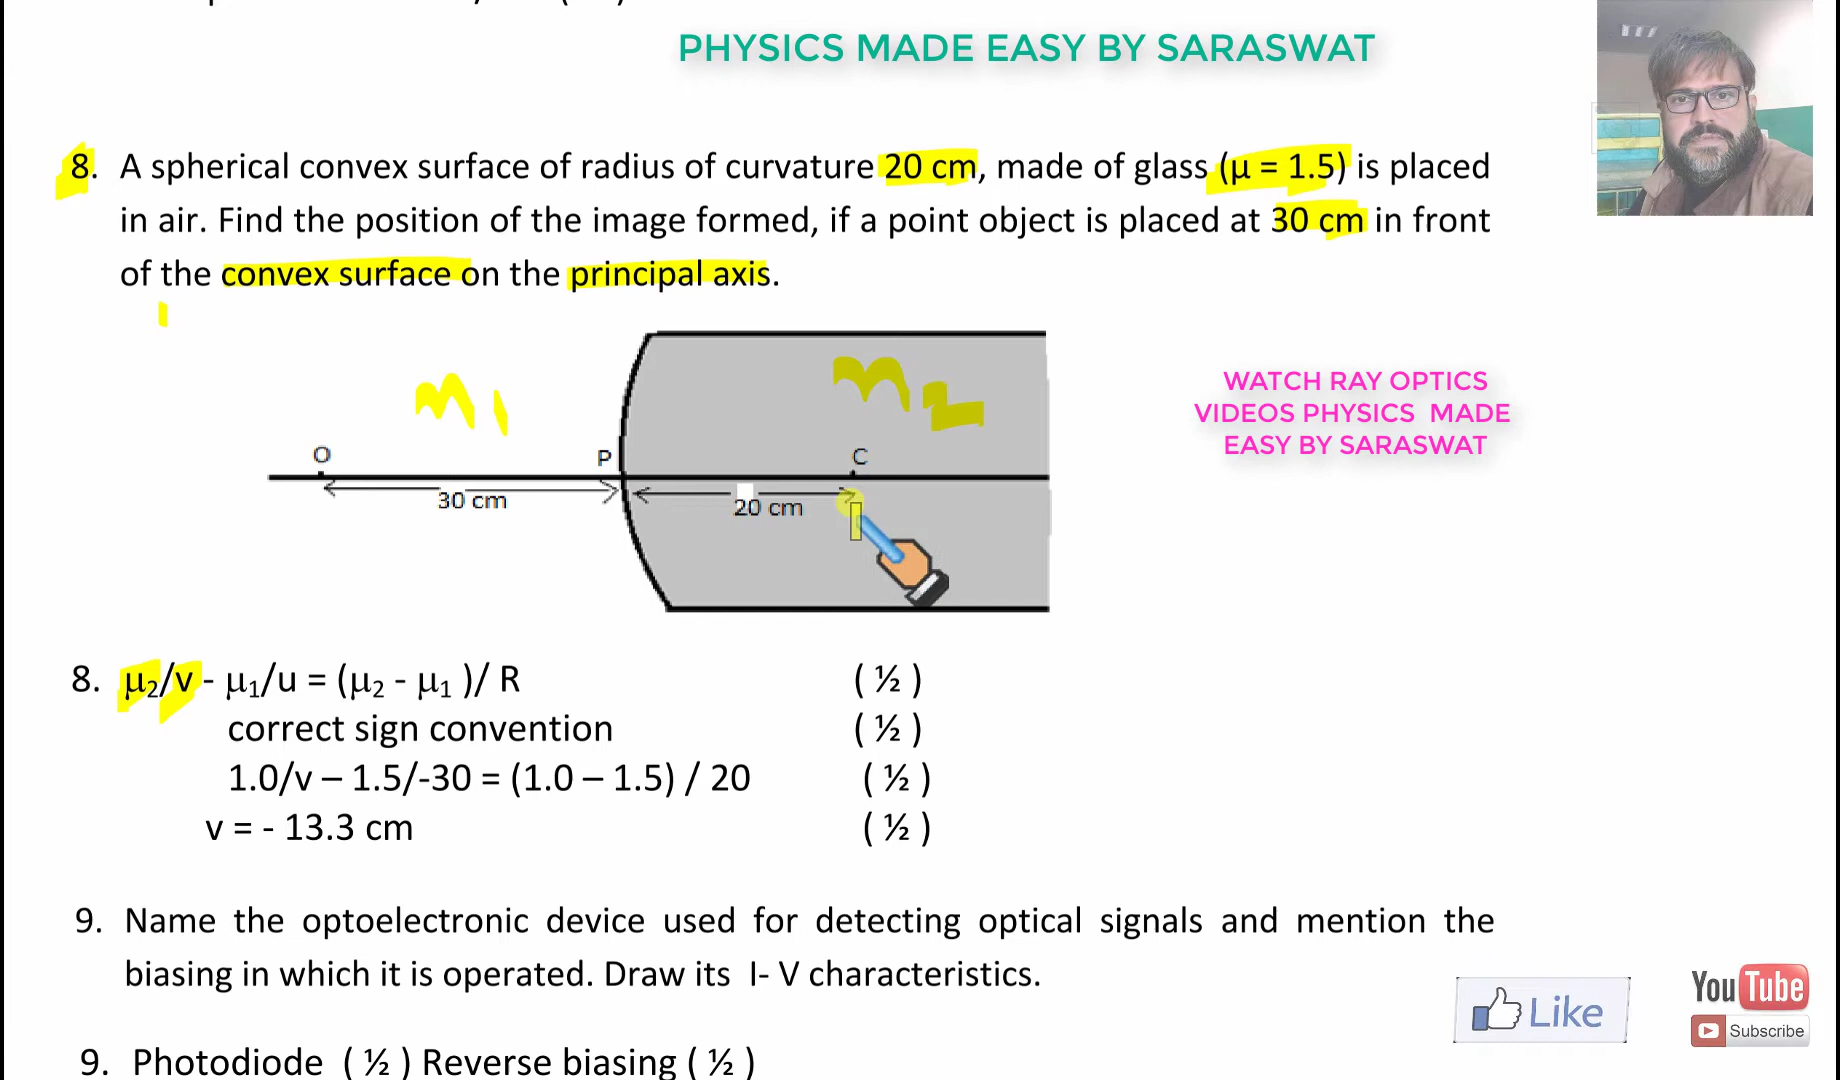 PHYSICS MADE EASY BY SARASWAT
8. A spherical convex surface of radius of curvature 20 cm, made of glass (μ = 1.5) is placed
in air. Find the position of the image formed, if a point object is placed at 30 cm in front
of the convex surface on the principal axis.
n1
n2
WATCH RAY OPTICS
VIDEOS PHYSICS MADE
EASY BY SARASWAT
O
P
C
30 cm
20 cm
8. μ₂/v - μ₁/u = (μ₂ - μ₁ )/ R ( ½ )
correct sign convention ( ½ )
1.0/v – 1.5/-30 = (1.0 – 1.5) / 20 ( ½ )
v = - 13.3 cm ( ½ )
9. Name the optoelectronic device used for detecting optical signals and mention the
biasing in which it is operated. Draw its I- V characteristics.
Like
YouTube
Subscribe
9. Photodiode ( ½ ) Reverse biasing ( ½ )